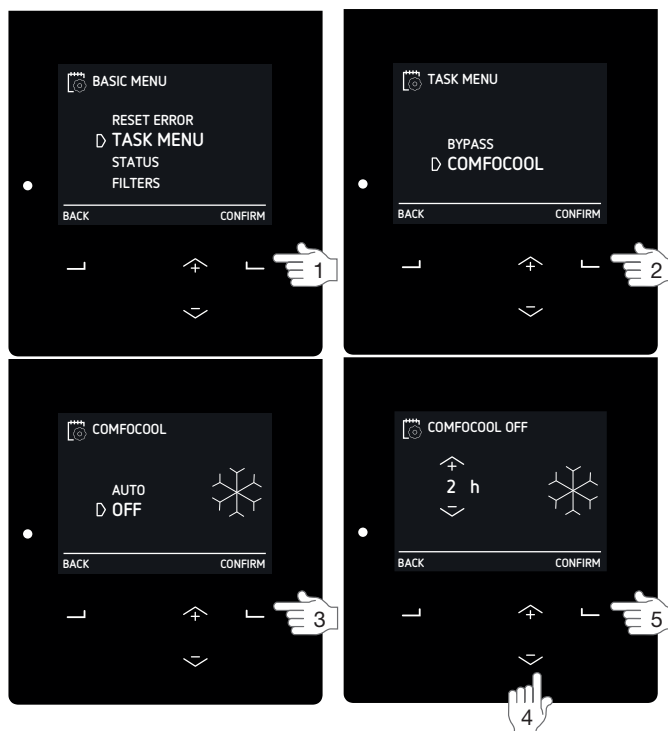 BASIC MENU
RESET ERROR
TASK MENU
STATUS
FILTERS
BACK CONFIRM
1
TASK MENU
BYPASS
COMFOCOOL
BACK CONFIRM
2
COMFOCOOL
AUTO
OFF
BACK CONFIRM
3
COMFOCOOL OFF
2 h
BACK CONFIRM
5
4